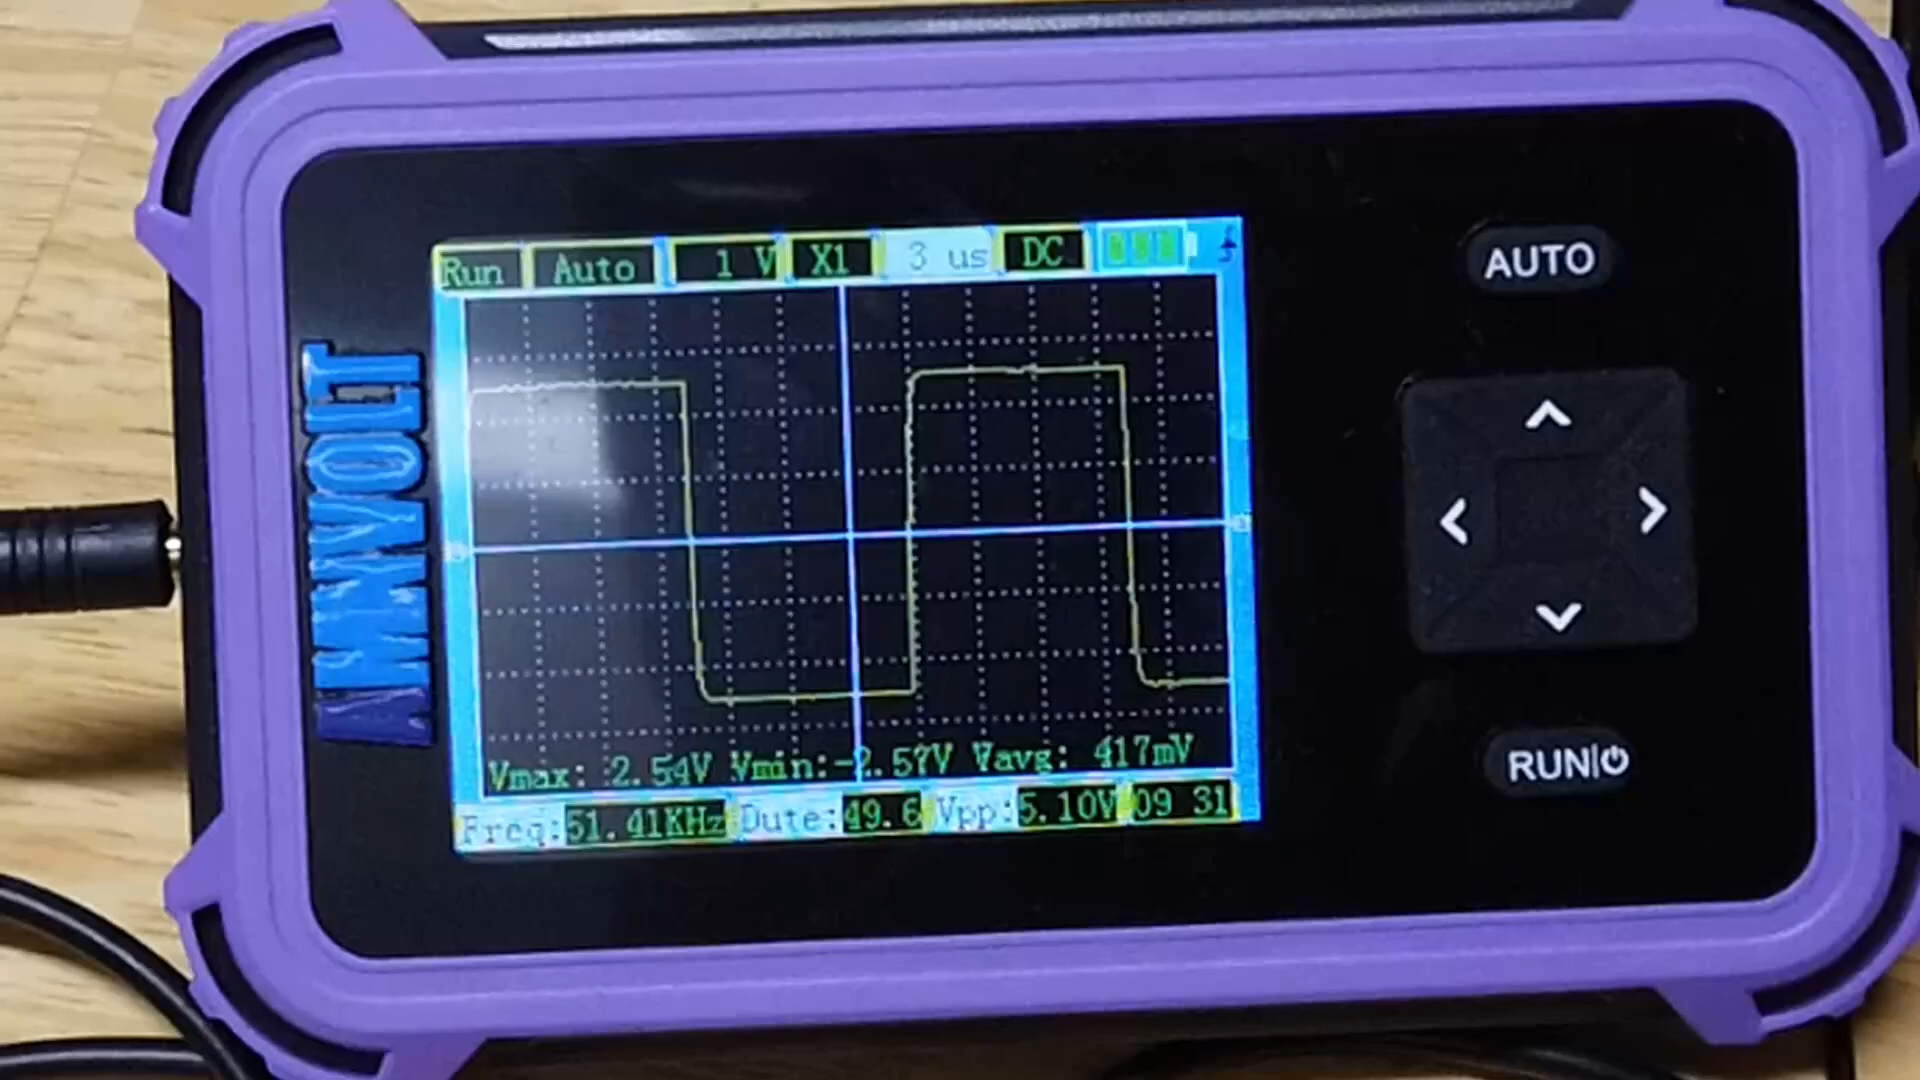 Run Auto 1 V X1 3 us DC
AUTO
Vmax: 2.54V Vmin:-2.57V Vavg: 417mV
Freq:51.41KHz Dute:49.6 Vpp:5.10V 09 31
RUN